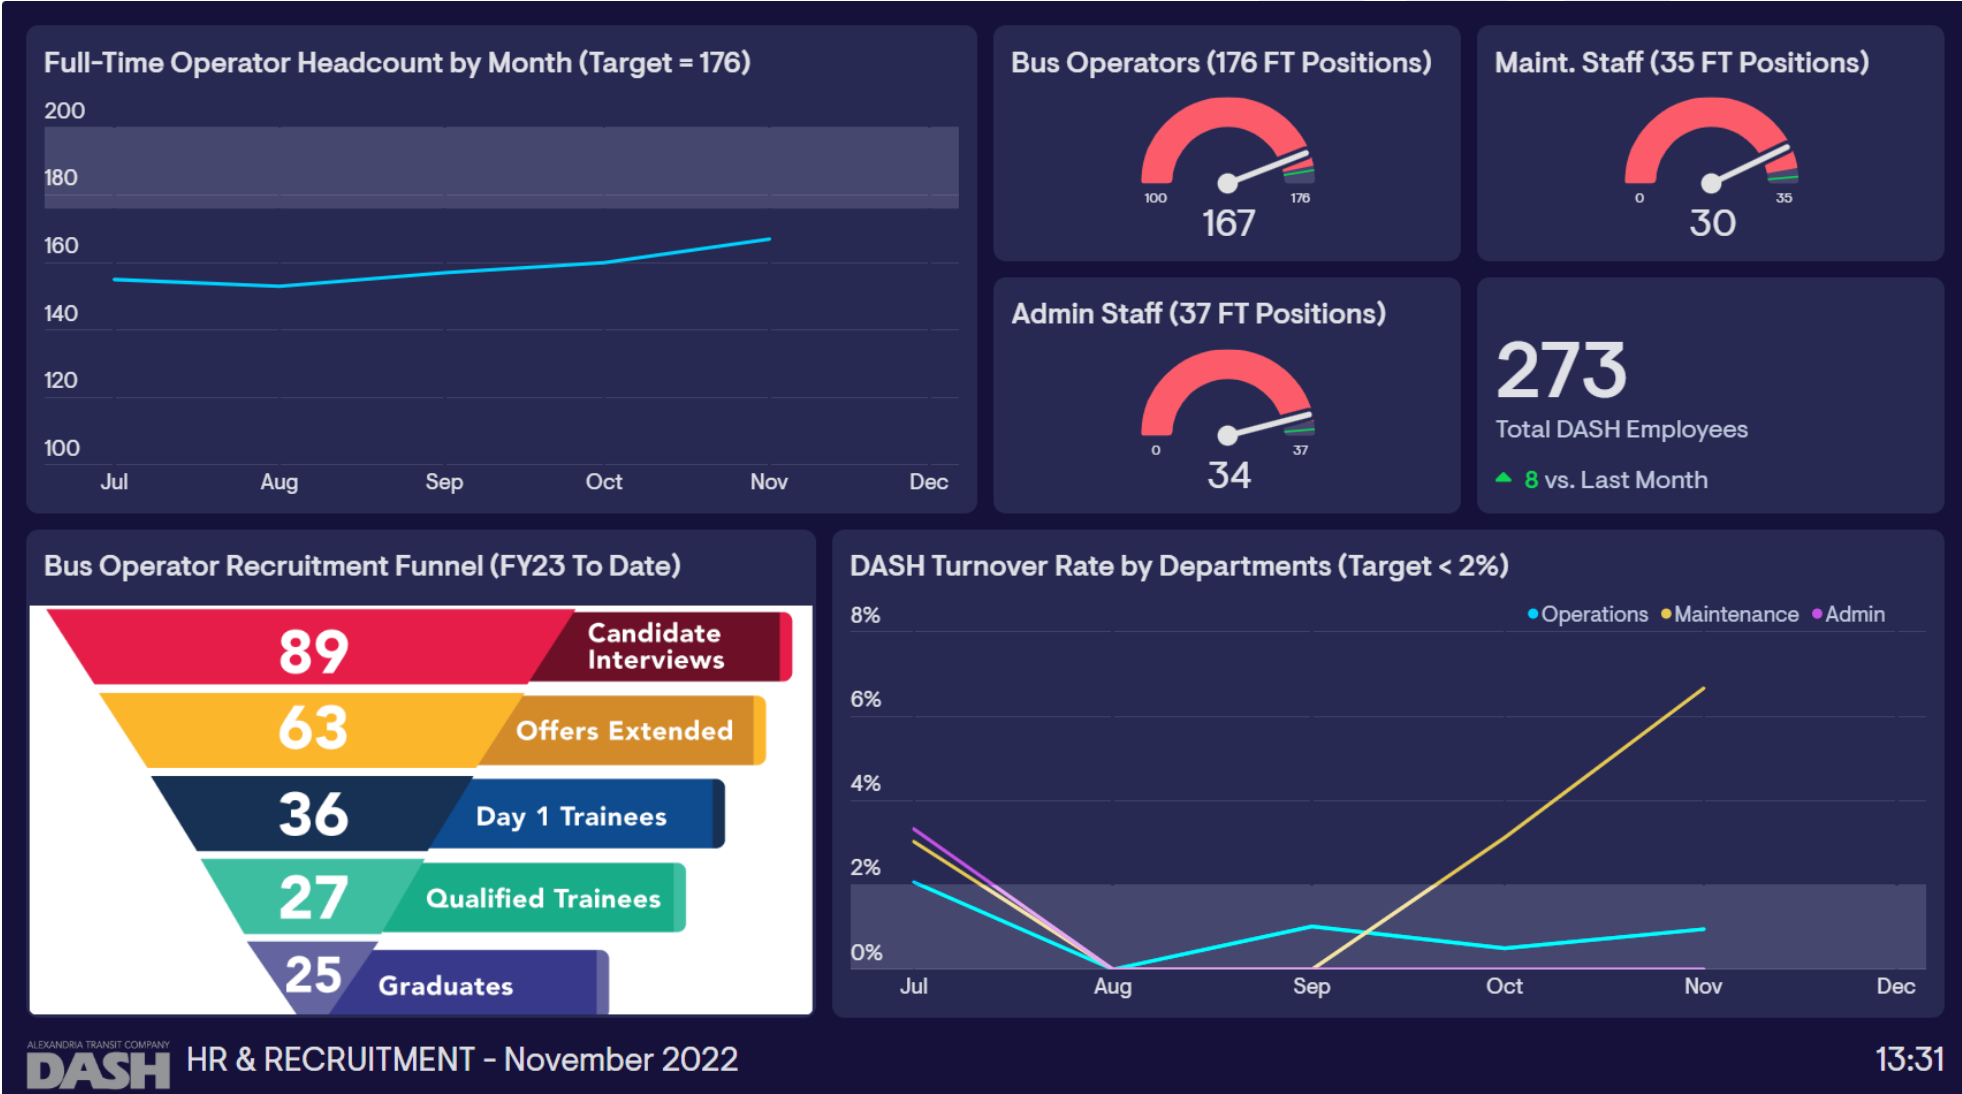 Full-Time Operator Headcount by Month (Target = 176)
200
180
160
140
120
100
Jul Aug Sep Oct Nov Dec
Bus Operators (176 FT Positions)
100 176
167
Maint. Staff (35 FT Positions)
0 35
30
Admin Staff (37 FT Positions)
0 37
34
273
Total DASH Employees
8 vs. Last Month
Bus Operator Recruitment Funnel (FY23 To Date)
89 Candidate
Interviews
63 Offers Extended
36 Day 1 Trainees
27 Qualified Trainees
25 Graduates
DASH Turnover Rate by Departments (Target < 2%)
Operations Maintenance Admin
8%
6%
4%
2%
0%
Jul Aug Sep Oct Nov Dec
ALEXANDRIA TRANSIT COMPANY
DASH
HR & RECRUITMENT - November 2022
13:31